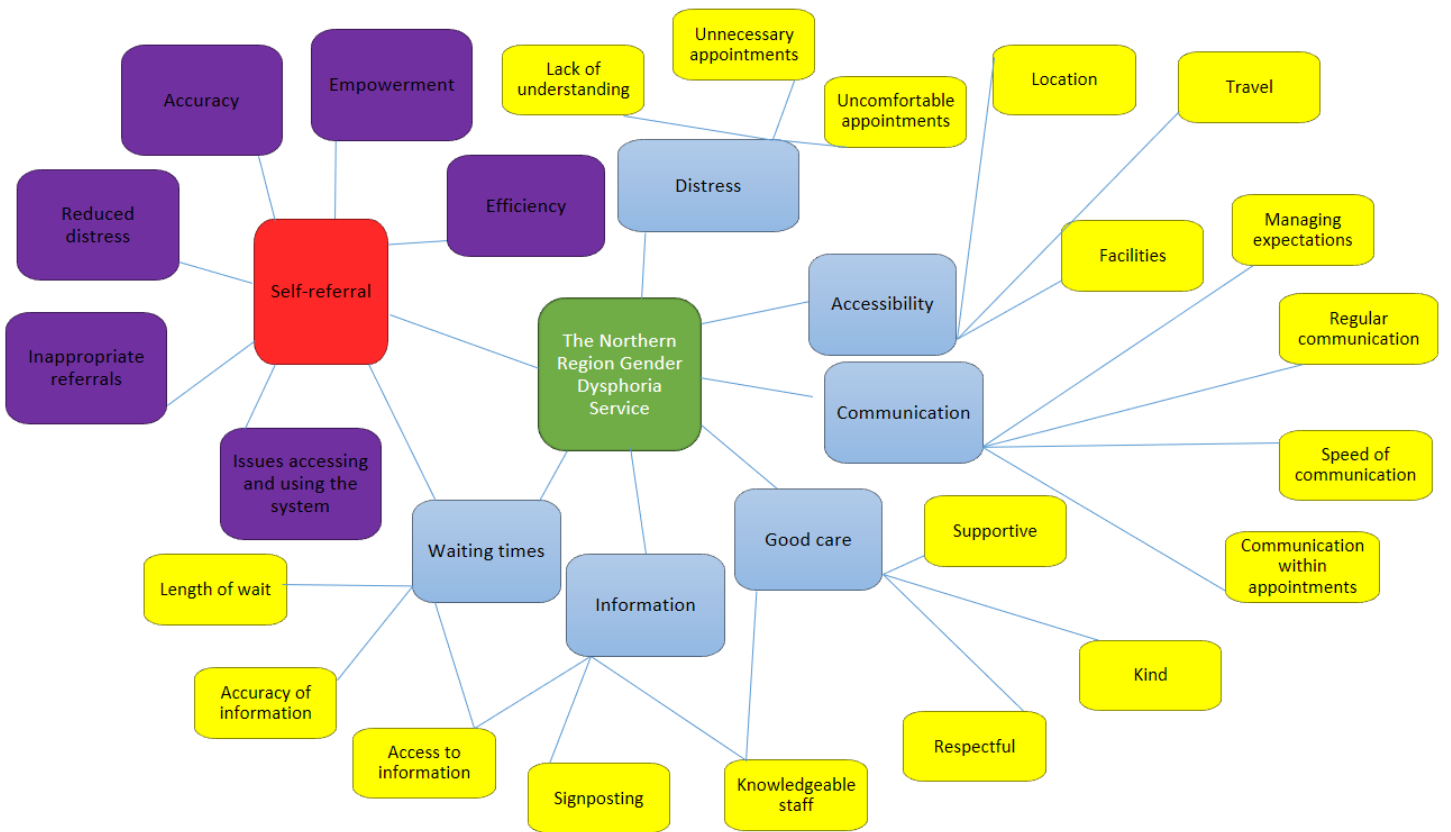 Unnecessary
appointments
Lack of
understanding
Uncomfortable
appointments
Location
Travel
Accuracy
Empowerment
Efficiency
Distress
Reduced
distress
Managing
expectations
Facilities
Self-referral
Accessibility
Regular
communication
Inappropriate
referrals
The Northern
Region Gender
Dysphoria
Service
Communication
Speed of
communication
Issues accessing
and using the
system
Waiting times
Good care
Supportive
Communication
within
appointments
Length of wait
Information
Kind
Accuracy of
information
Respectful
Access to
information
Signposting
Knowledgeable
staff